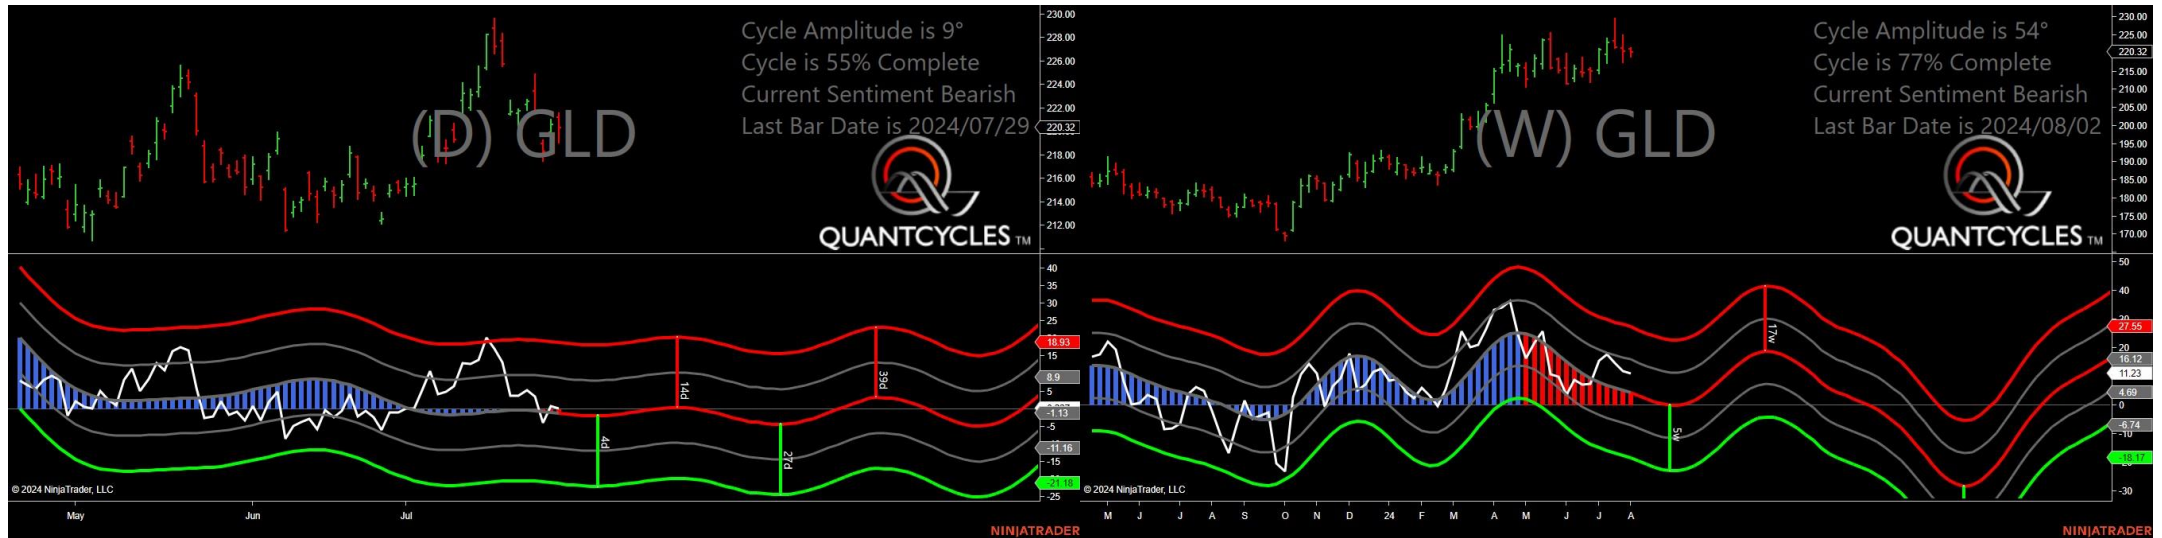 Cycle Amplitude is 9°
Cycle is 55% Complete
Current Sentiment Bearish
Last Bar Date is 2024/07/29
(D) GLD
QUANTCYCLES TM
230.00
228.00
226.00
224.00
222.00
220.32
218.00
216.00
214.00
212.00
40
35
30
25
18.93
15
8.9
5
-1.13
-5
-11.16
-15
-21.18
-25
14d
39d
4d
27d
© 2024 NinjaTrader, LLC
May Jun Jul
NINJATRADER
Cycle Amplitude is 54°
Cycle is 77% Complete
Current Sentiment Bearish
Last Bar Date is 2024/08/02
(W) GLD
QUANTCYCLES TM
230.00
225.00
220.32
215.00
210.00
205.00
200.00
195.00
190.00
185.00
180.00
175.00
170.00
50
40
27.55
20
16.12
11.23
4.69
0
-6.74
-10
-18.17
-30
17w
5w
© 2024 NinjaTrader, LLC
M J J A S O N D 24 F M A M J J A
NINJATRADER